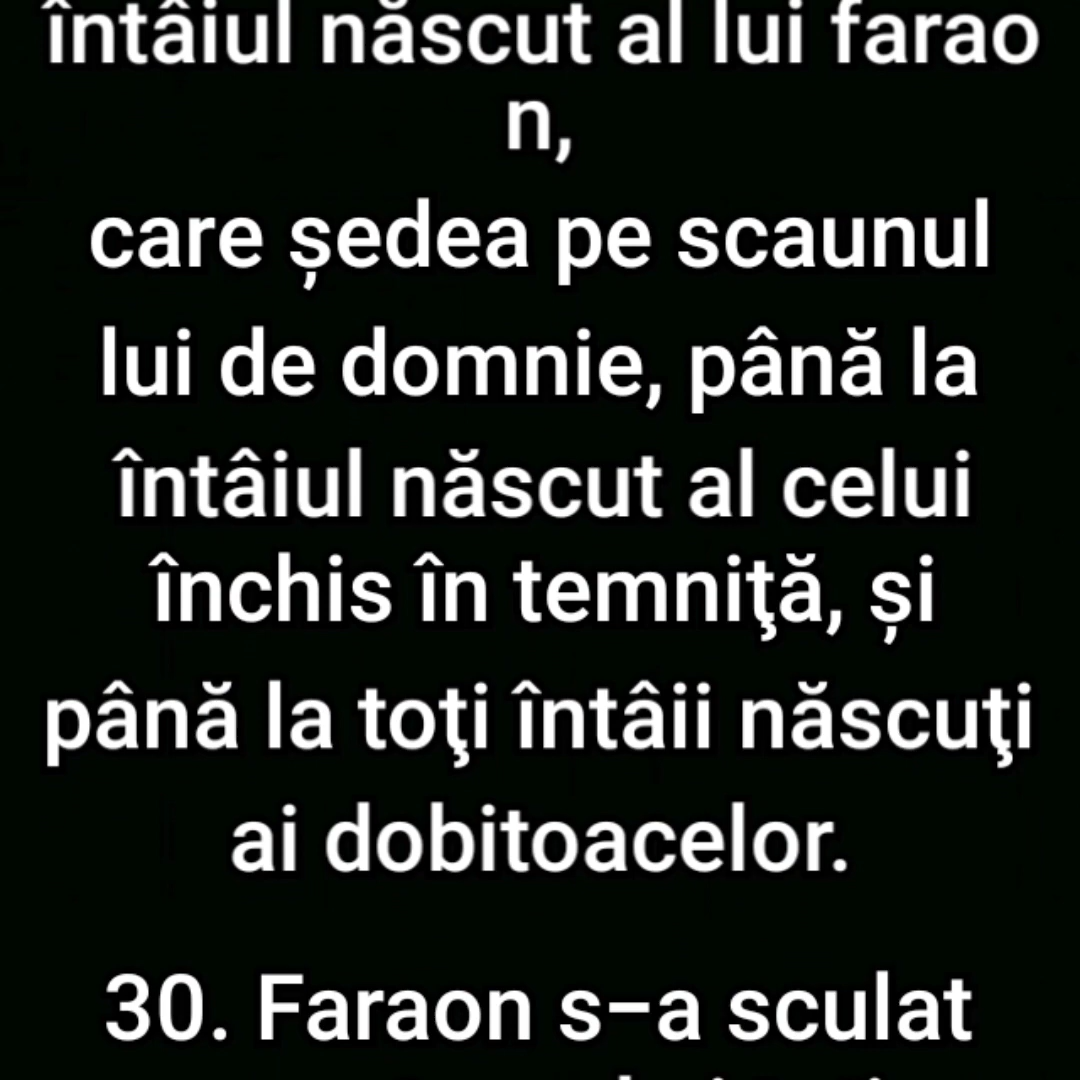 întâiul născut al lui farao
n,
care ședea pe scaunul
lui de domnie, până la
întâiul născut al celui
închis în temniţă, și
până la toţi întâii născuţi
ai dobitoacelor.
30. Faraon s–a sculat